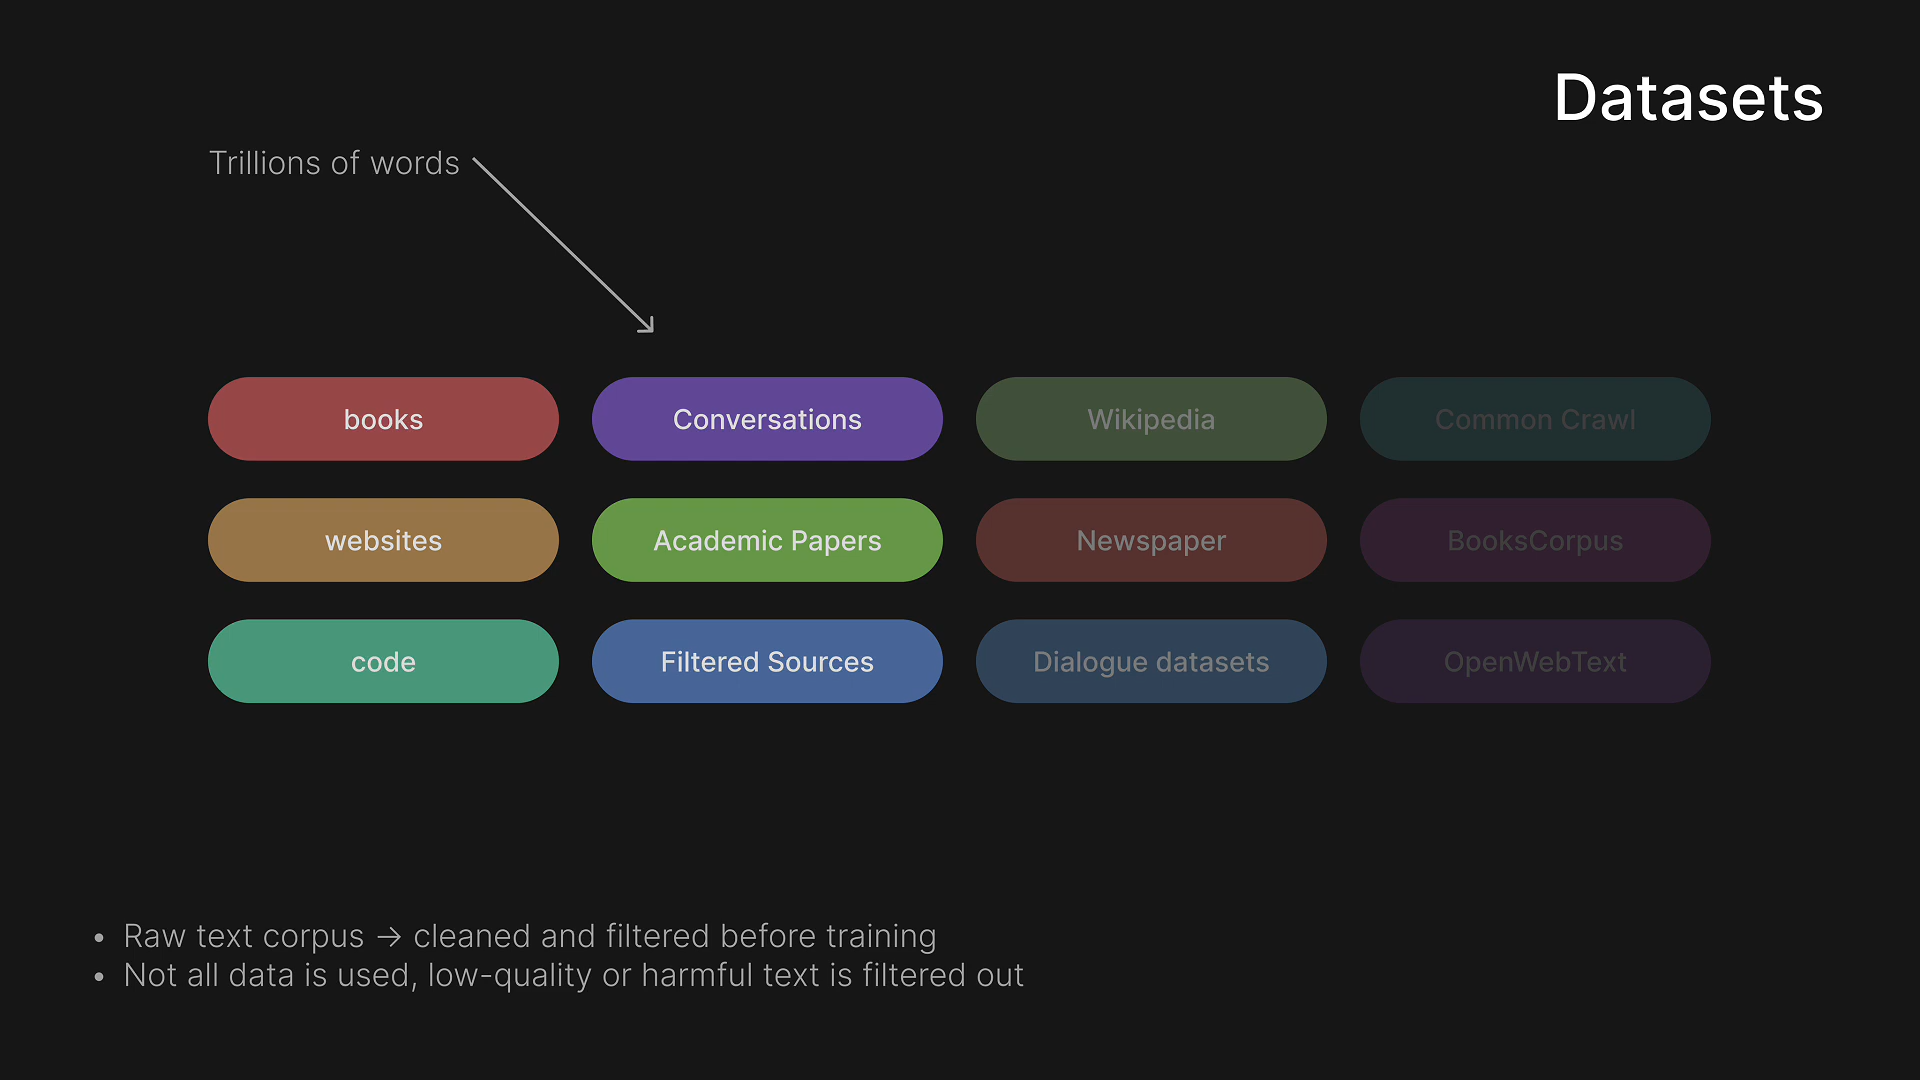 Datasets
Trillions of words
books
Conversations
Wikipedia
Common Crawl
websites
Academic Papers
Newspaper
BooksCorpus
code
Filtered Sources
Dialogue datasets
OpenWebText
• Raw text corpus → cleaned and filtered before training
• Not all data is used, low-quality or harmful text is filtered out